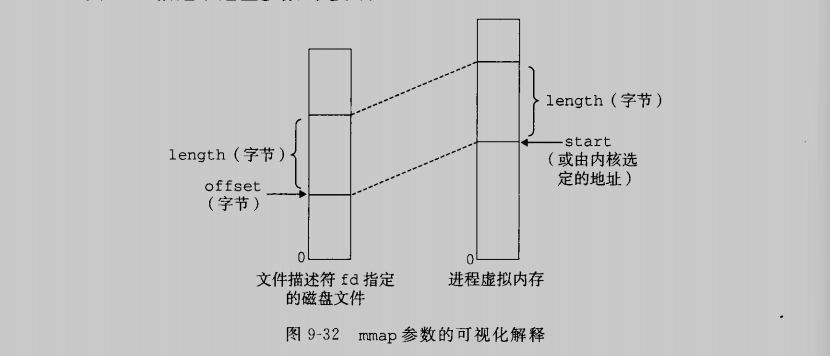 length（字节）
offset
（字节）
0
文件描述符 fd 指定
的磁盘文件
length（字节）
start
（或由内核选
定的地址）
0
进程虚拟内存
图 9-32 mmap 参数的可视化解释